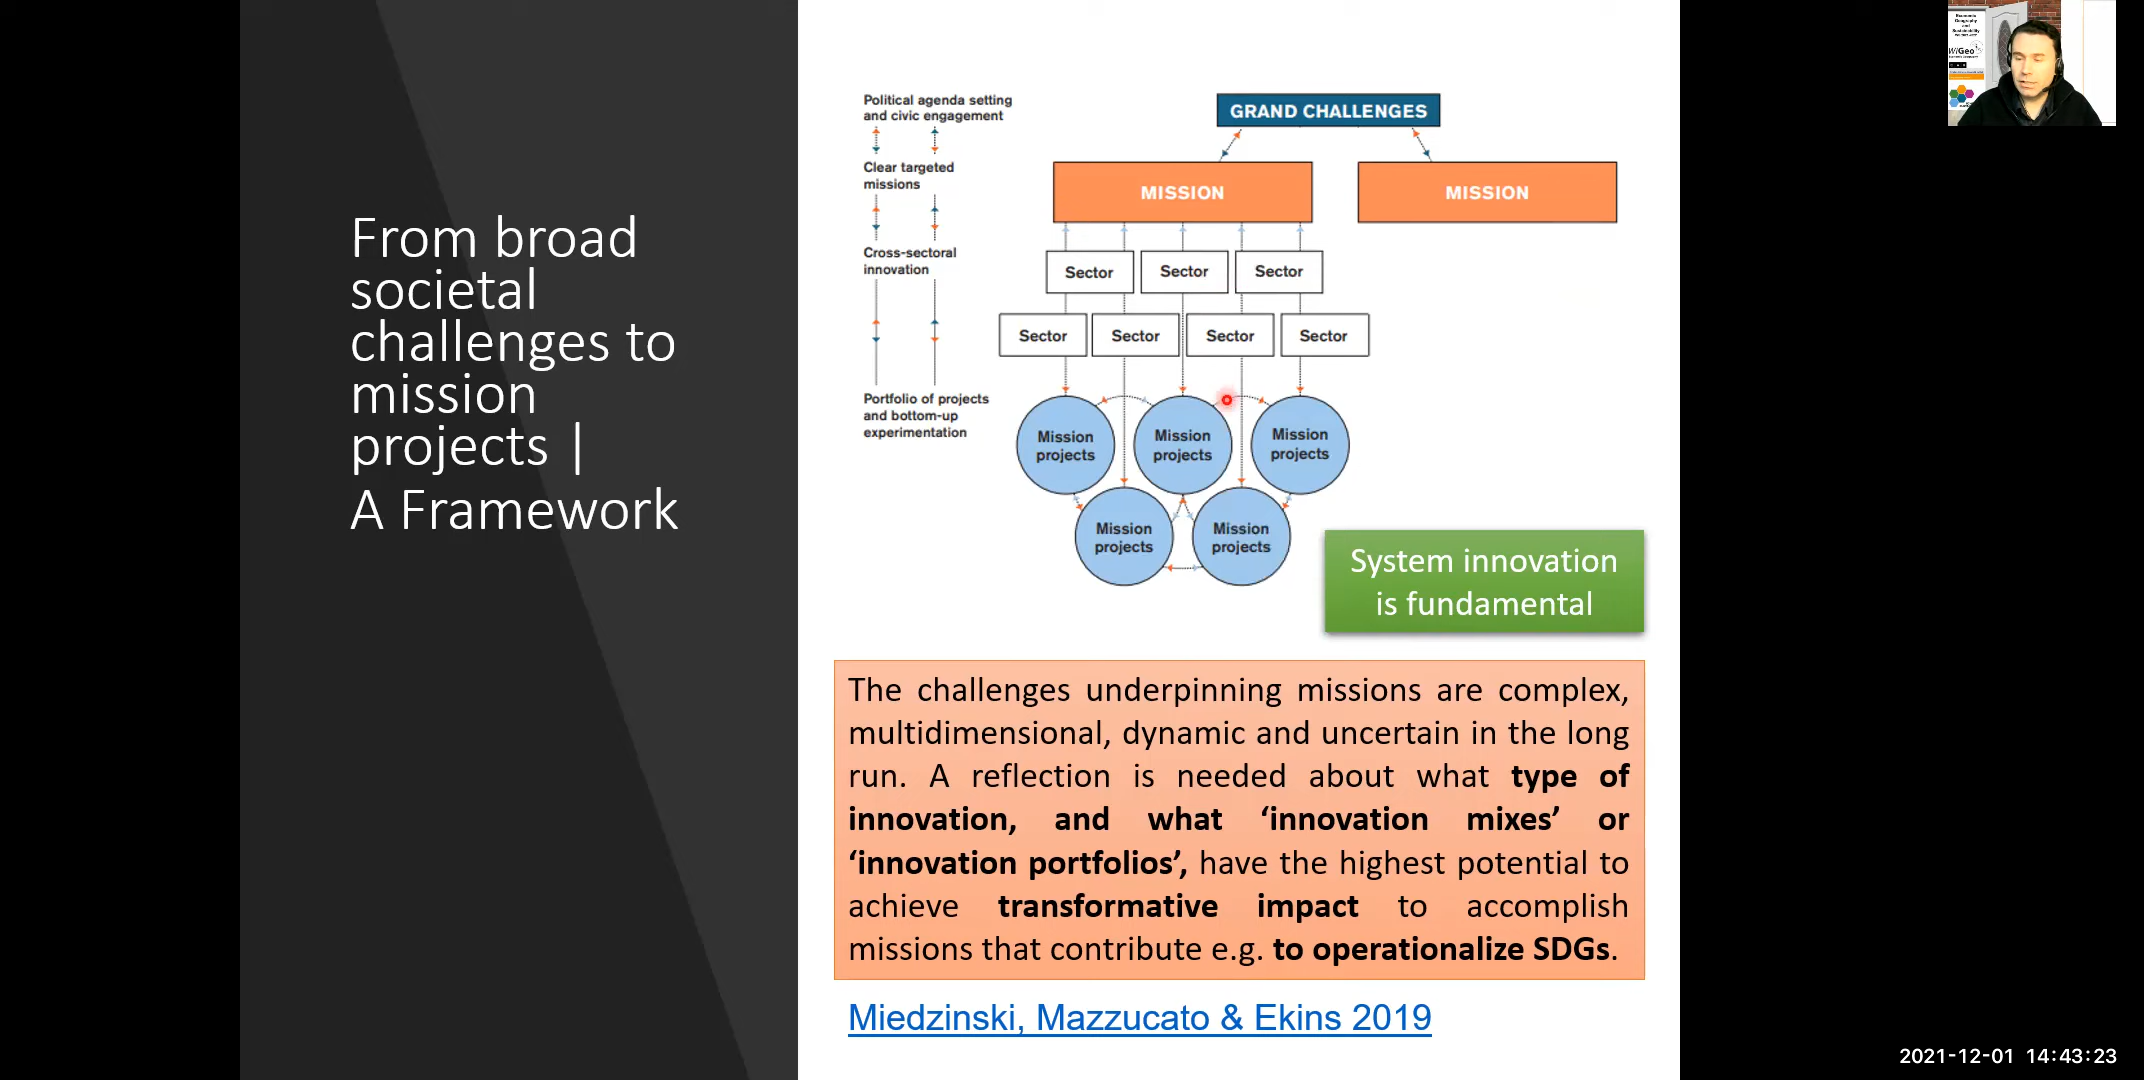 From broad
societal
challenges to
mission
projects |
A Framework
Political agenda setting
and civic engagement
Clear targeted
missions
Cross-sectoral
innovation
Portfolio of projects
and bottom-up
experimentation
GRAND CHALLENGES
MISSION MISSION
Sector Sector Sector
Sector Sector Sector Sector
Mission
projects
Mission
projects
Mission
projects
Mission
projects
Mission
projects
System innovation
is fundamental
The challenges underpinning missions are complex,
multidimensional, dynamic and uncertain in the long
run. A reflection is needed about what type of
innovation, and what ‘innovation mixes’ or
‘innovation portfolios’, have the highest potential to
achieve transformative impact to accomplish
missions that contribute e.g. to operationalize SDGs.
Miedzinski, Mazzucato & Ekins 2019
Economic
Geography
and
Sustainability
WiGeo
2021-12-01 14:43:23